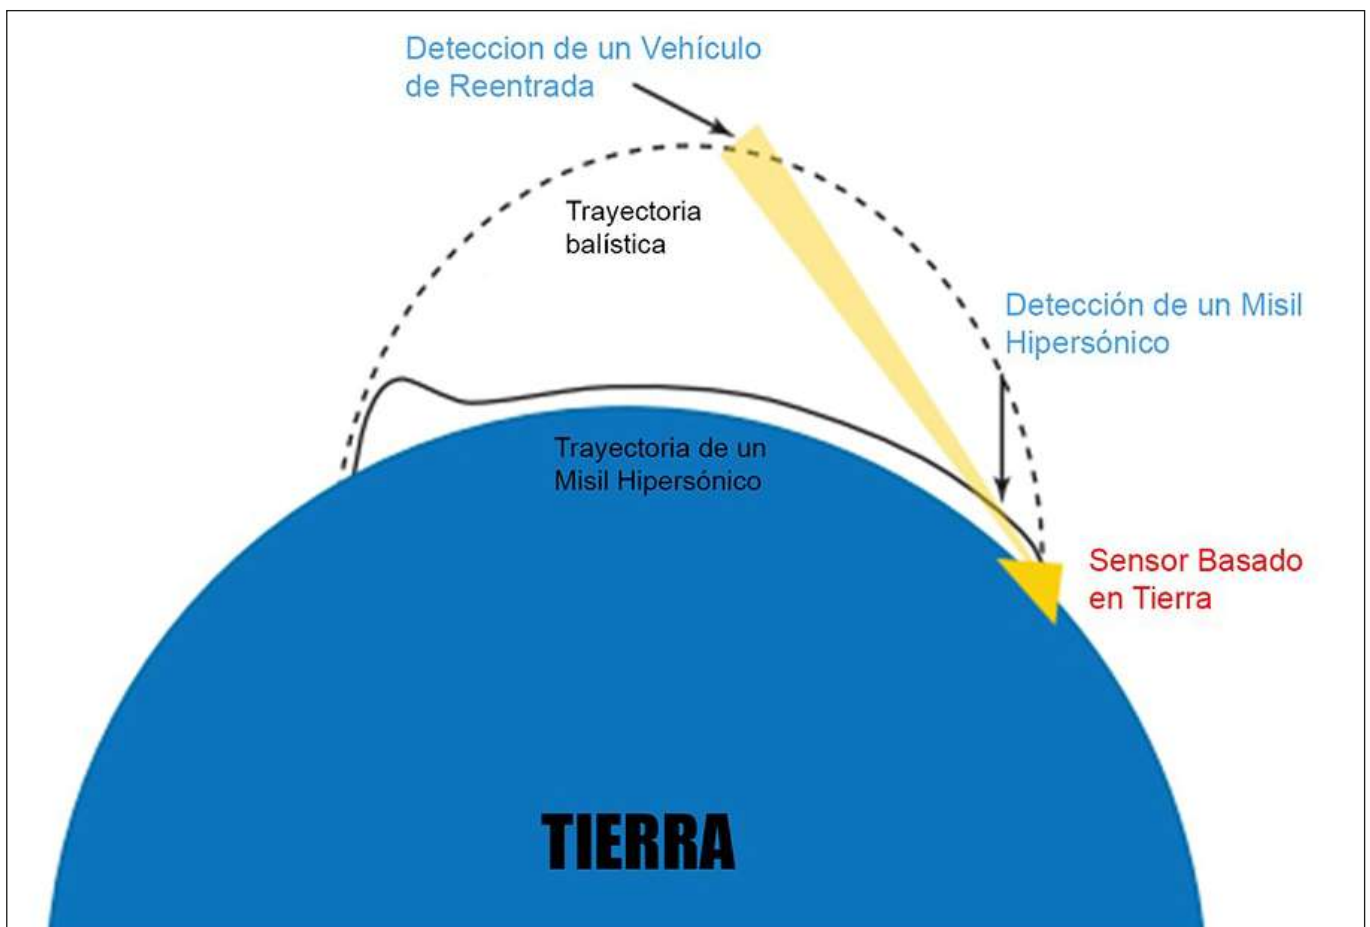 Deteccion de un Vehículo
de Reentrada
Trayectoria
balística
Detección de un Misil
Hipersónico
Trayectoria de un
Misil Hipersónico
Sensor Basado
en Tierra
TIERRA